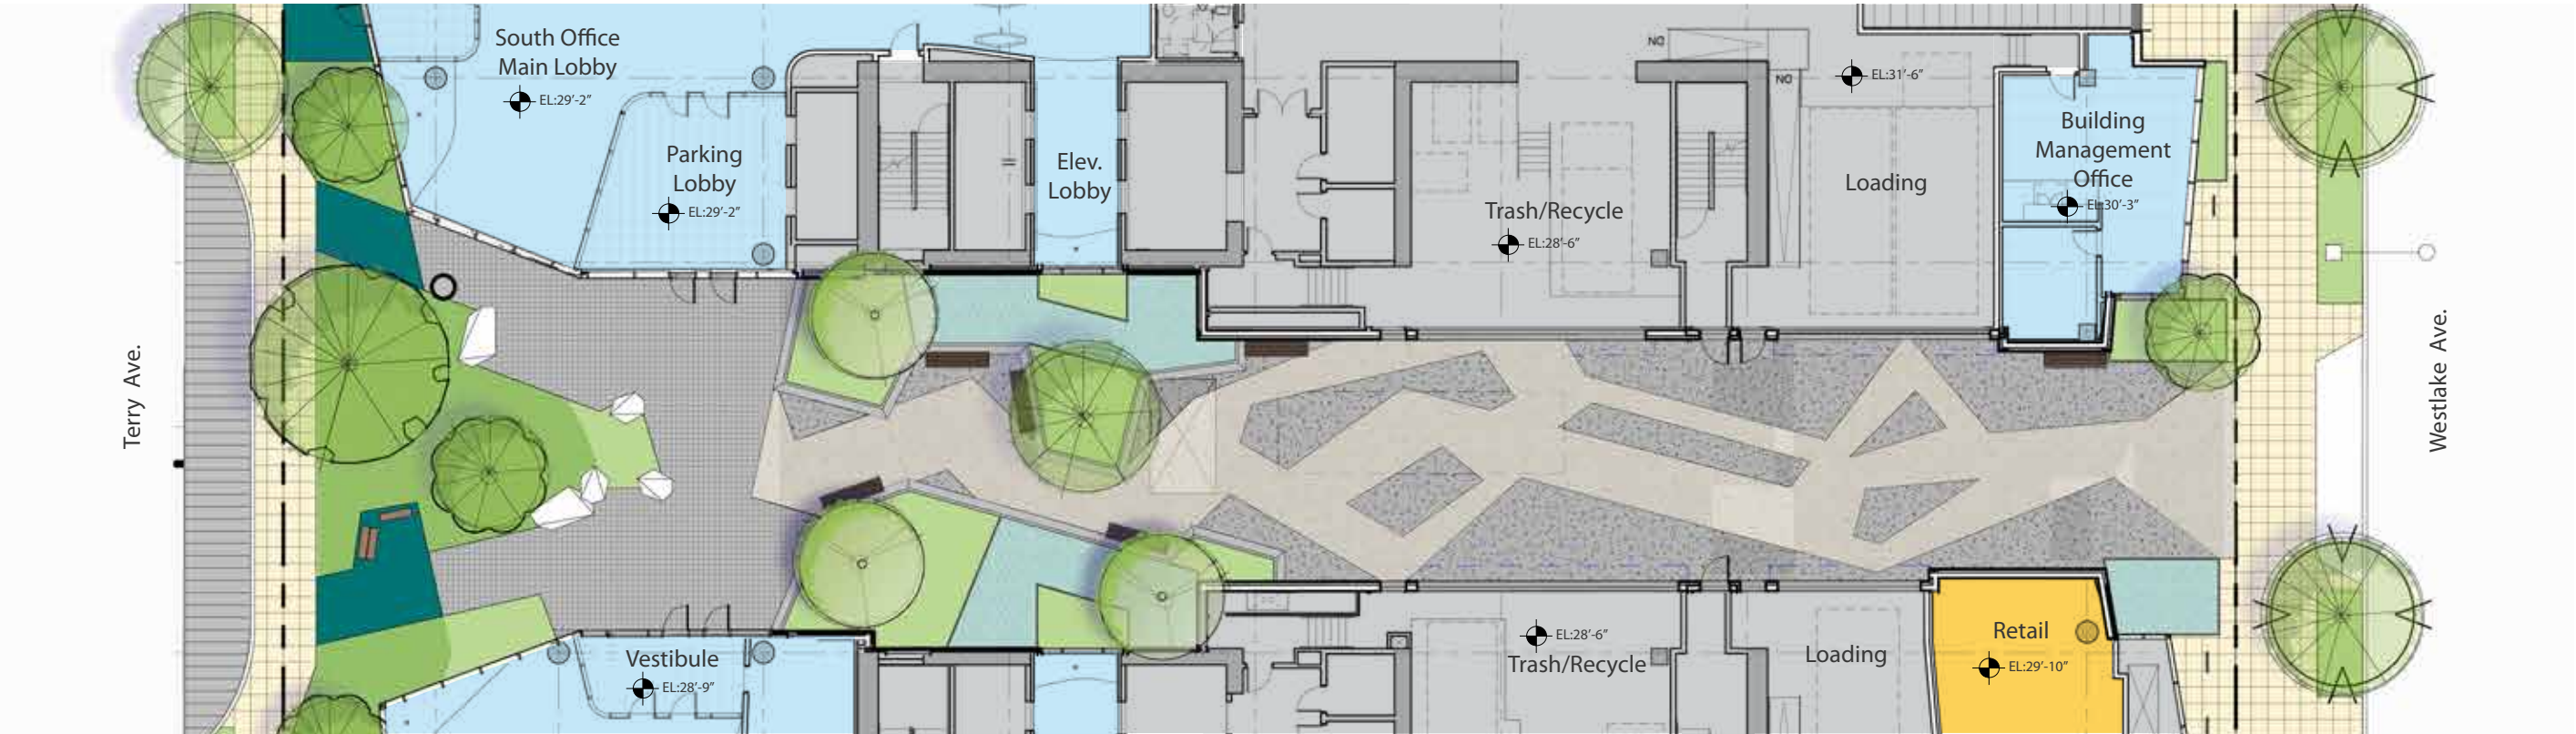 South Office
Main Lobby
EL:29'-2"
Parking
Lobby
EL:29'-2"
Elev.
Lobby
Trash/Recycle
EL:28'-6"
DN
DN
EL:31'-6"
Loading
Building
Management
Office
EL:30'-3"
Terry Ave.
Westlake Ave.
Vestibule
EL:28'-9"
EL:28'-6"
Trash/Recycle
Loading
Retail
EL:29'-10"